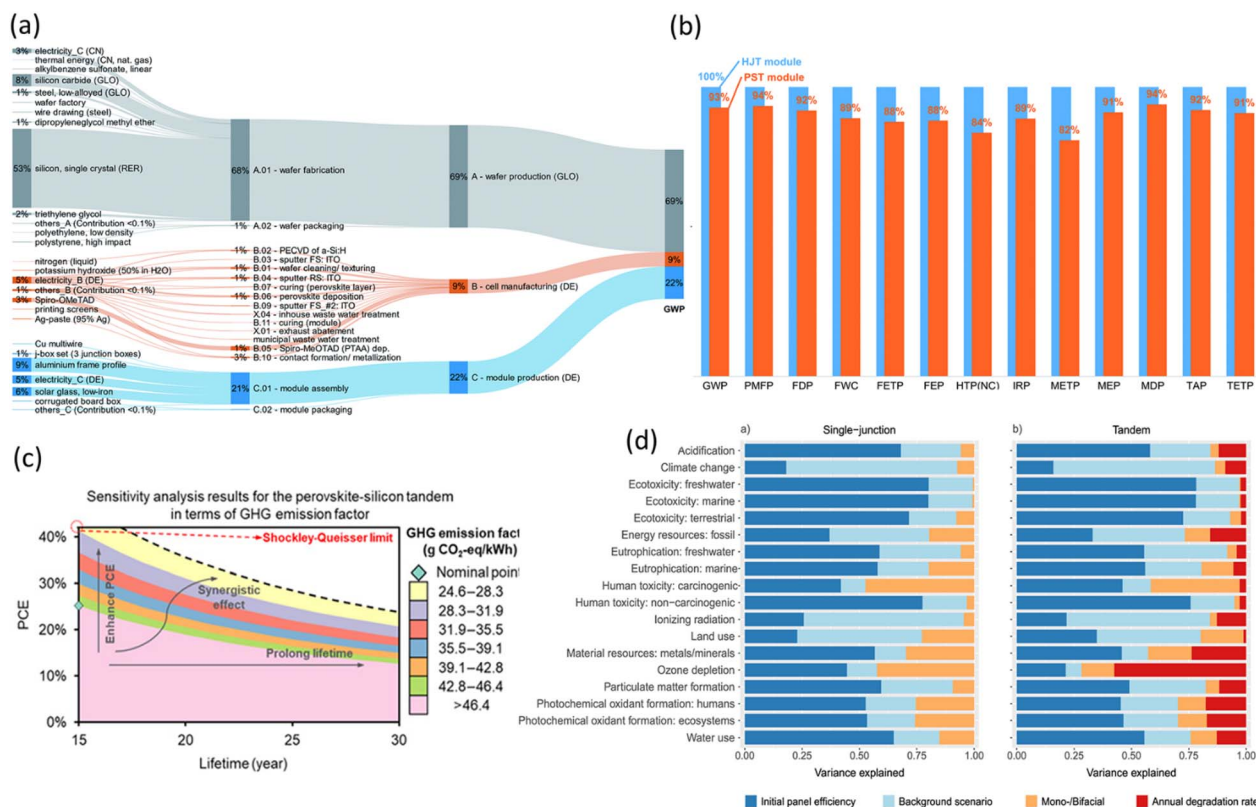 (a)
3% electricity_C (CN)
thermal energy (CN, nat. gas)
alkylbenzene sulfonate, linear
8% silicon carbide (GLO)
1% steel, low-alloyed (GLO)
wafer factory
wire drawing (steel)
1% dipropyleneglycol methyl ether
53% silicon, single crystal (RER)
2% triethylene glycol
others_A (Contribution <0.1%)
polyethylene, low density
polystyrene, high impact
nitrogen (liquid)
potassium hydroxide (50% in H2O)
5% electricity_B (DE)
1% others_B (Contribution <0.1%)
3% Spiro-OMeTAD
printing screens
Ag-paste (95% Ag)
Cu multiwire
1% j-box set (3 junction boxes)
9% aluminium frame profile
5% electricity_C (DE)
6% solar glass, low-iron
corrugated board box
others_C (Contribution <0.1%)
68% A.01 - wafer fabrication
1% A.02 - wafer packaging
1% B.02 - PECVD of a-Si:H
B.03 - sputter FS: ITO
1% B.01 - wafer cleaning/ texturing
1% B.04 - sputter RS: ITO
B.07 - curing (perovskite layer)
1% B.06 - perovskite deposition
B.09 - sputter FS_#2: ITO
X.04 - inhouse waste water treatment
B.11 - curing (module)
X.01 - exhaust abatement
municipal waste water treatment
1% B.05 - Spiro-MeOTAD (PTAA) dep.
3% B.10 - contact formation/ metallization
21% C.01 - module assembly
C.02 - module packaging
69% A - wafer production (GLO)
9% B - cell manufacturing (DE)
22% C - module production (DE)
69%
9%
22%
GWP
(b)
HJT module
100% PST module
93% 94% 92% 89% 88% 88% 84% 89% 82% 91% 94% 92% 91%
GWP PMFP FDP FWC FETP FEP HTP(NC) IRP METP MEP MDP TAP TETP
(c)
Sensitivity analysis results for the perovskite-silicon tandem
in terms of GHG emission factor
40%
30%
20%
10%
0%
PCE
Shockley-Queisser limit
Enhance PCE
Synergistic
effect
Prolong lifetime
15 20 25 30
Lifetime (year)
GHG emission fact
(g CO₂-eq/kWh)
Nominal point
24.6–28.3
28.3–31.9
31.9–35.5
35.5–39.1
39.1–42.8
42.8–46.4
>46.4
(d)
a) Single-junction
b) Tandem
Acidification
Climate change
Ecotoxicity: freshwater
Ecotoxicity: marine
Ecotoxicity: terrestrial
Energy resources: fossil
Eutrophication: freshwater
Eutrophication: marine
Human toxicity: carcinogenic
Human toxicity: non-carcinogenic
Ionizing radiation
Land use
Material resources: metals/minerals
Ozone depletion
Particulate matter formation
Photochemical oxidant formation: humans
Photochemical oxidant formation: ecosystems
Water use
0.00 0.25 0.50 0.75 1.00
Variance explained
0.00 0.25 0.50 0.75 1.00
Variance explained
Initial panel efficiency
Background scenario
Mono-/Bifacial
Annual degradation rate